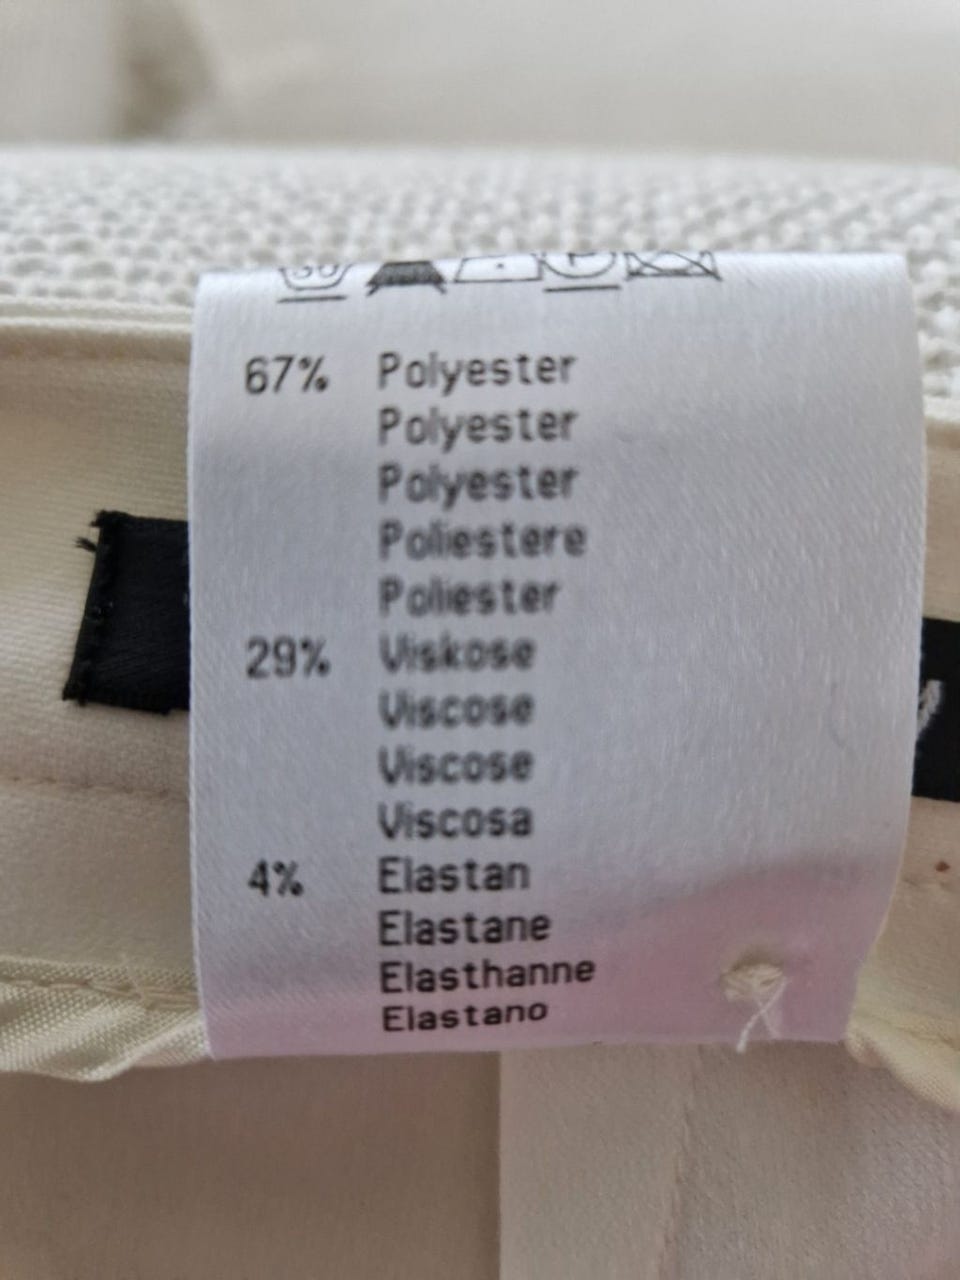 67% Polyester
Polyester
Polyester
Poliestere
Poliester
29% Viskose
Viscose
Viscose
Viscosa
4% Elastan
Elastane
Elasthanne
Elastano